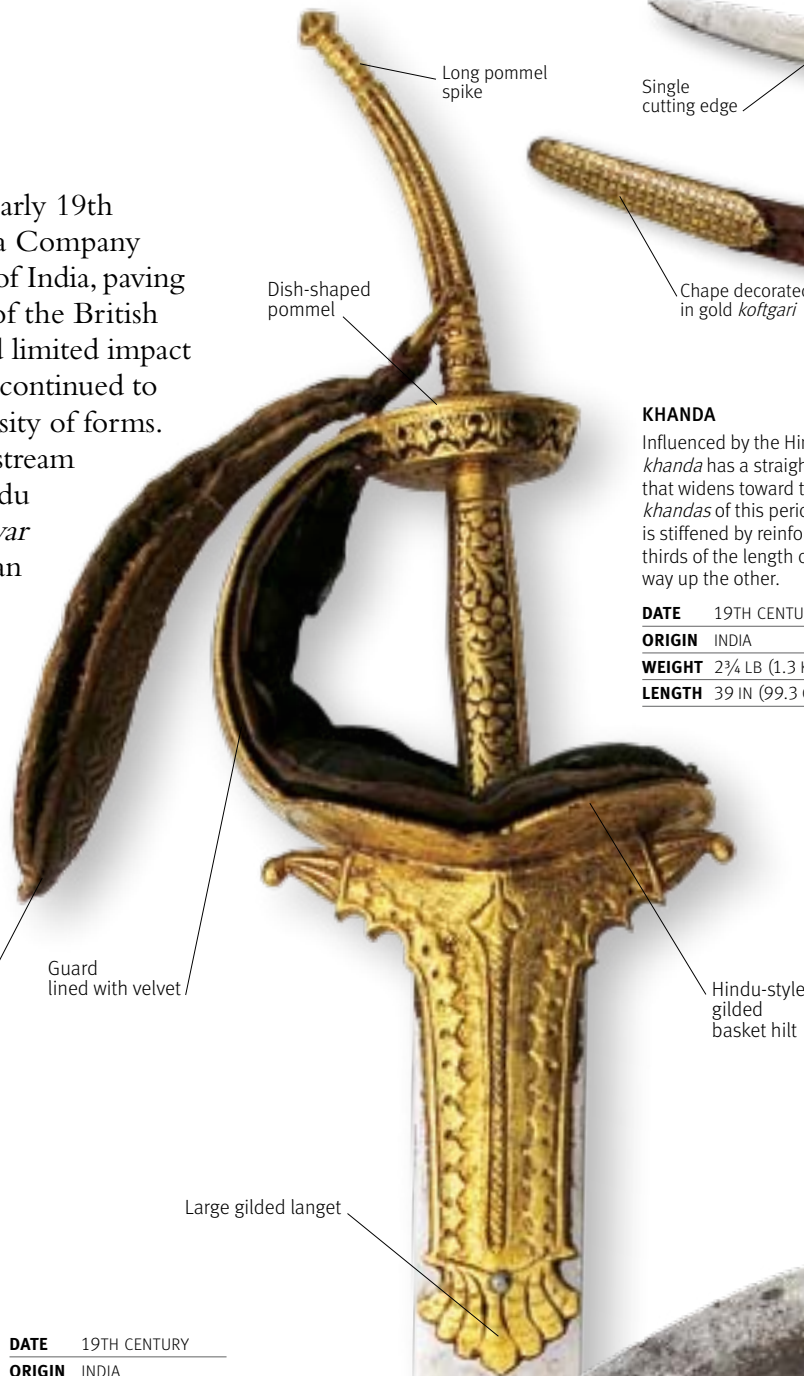 Long pommel
spike
Single
cutting edge
arly 19th
a Company
of India, paving
of the British
limited impact
continued to
sity of forms.
stream
du
var
an
Dish-shaped
pommel
Chape decorated
in gold koftgari
KHANDA
Influenced by the Hin
khanda has a straigh
that widens toward t
khandas of this perio
is stiffened by reinfo
thirds of the length o
way up the other.
DATE 19TH CENTU
ORIGIN INDIA
WEIGHT 2¾ LB (1.3 K
LENGTH 39 IN (99.3 C
Guard
lined with velvet
Hindu-style
gilded
basket hilt
Large gilded langet
DATE 19TH CENTURY
ORIGIN INDIA